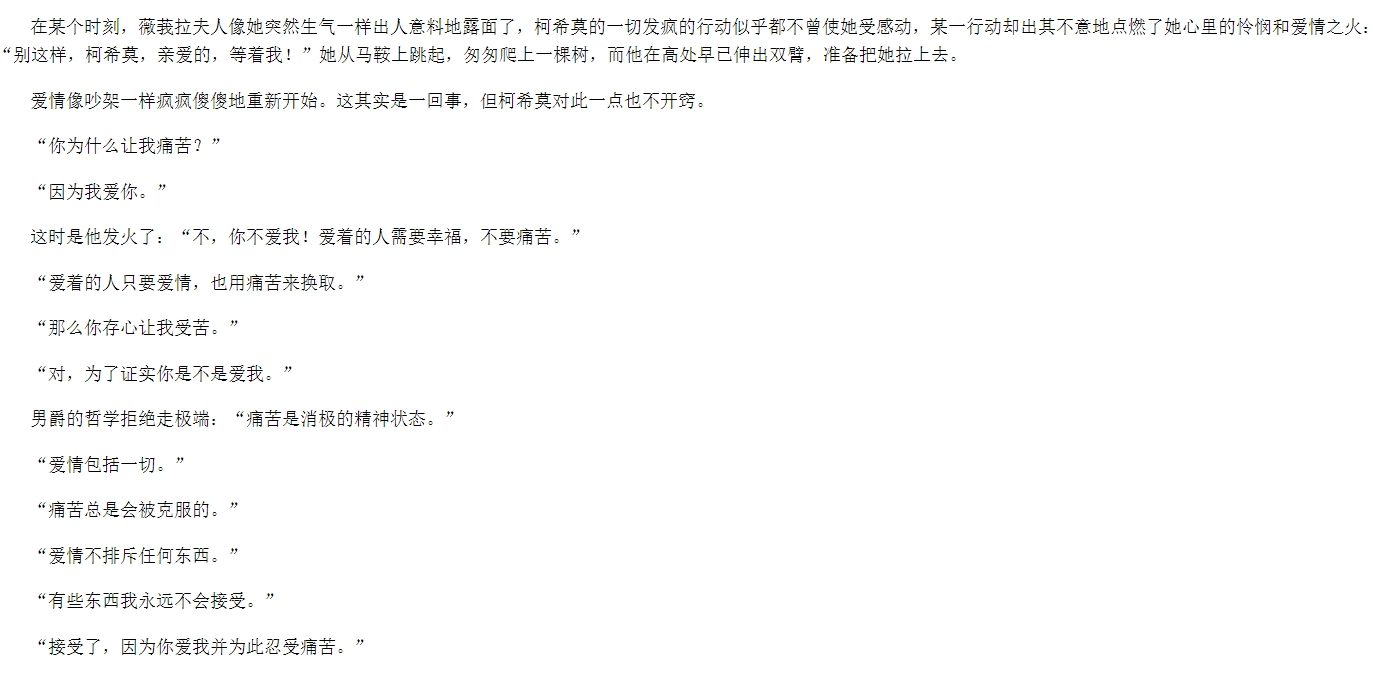 在某个时刻，薇莪拉夫人像她突然生气一样出人意料地露面了，柯希莫的一切发疯的行动似乎都不曾使她受感动，某一行动却出其不意地点燃了她心里的怜悯和爱情之火：
“别这样，柯希莫，亲爱的，等着我！”她从马鞍上跳起，匆匆爬上一棵树，而他在高处早已伸出双臂，准备把她拉上去。
爱情像吵架一样疯疯傻傻地重新开始。这其实是一回事，但柯希莫对此一点也不开窍。
“你为什么让我痛苦？”
“因为我爱你。”
这时是他发火了：“不，你不爱我！爱着的人需要幸福，不要痛苦。”
“爱着的人只要爱情，也用痛苦来换取。”
“那么你存心让我受苦。”
“对，为了证实你是不是爱我。”
男爵的哲学拒绝走极端：“痛苦是消极的精神状态。”
“爱情包括一切。”
“痛苦总是会被克服的。”
“爱情不排斥任何东西。”
“有些东西我永远不会接受。”
“接受了，因为你爱我并为此忍受痛苦。”